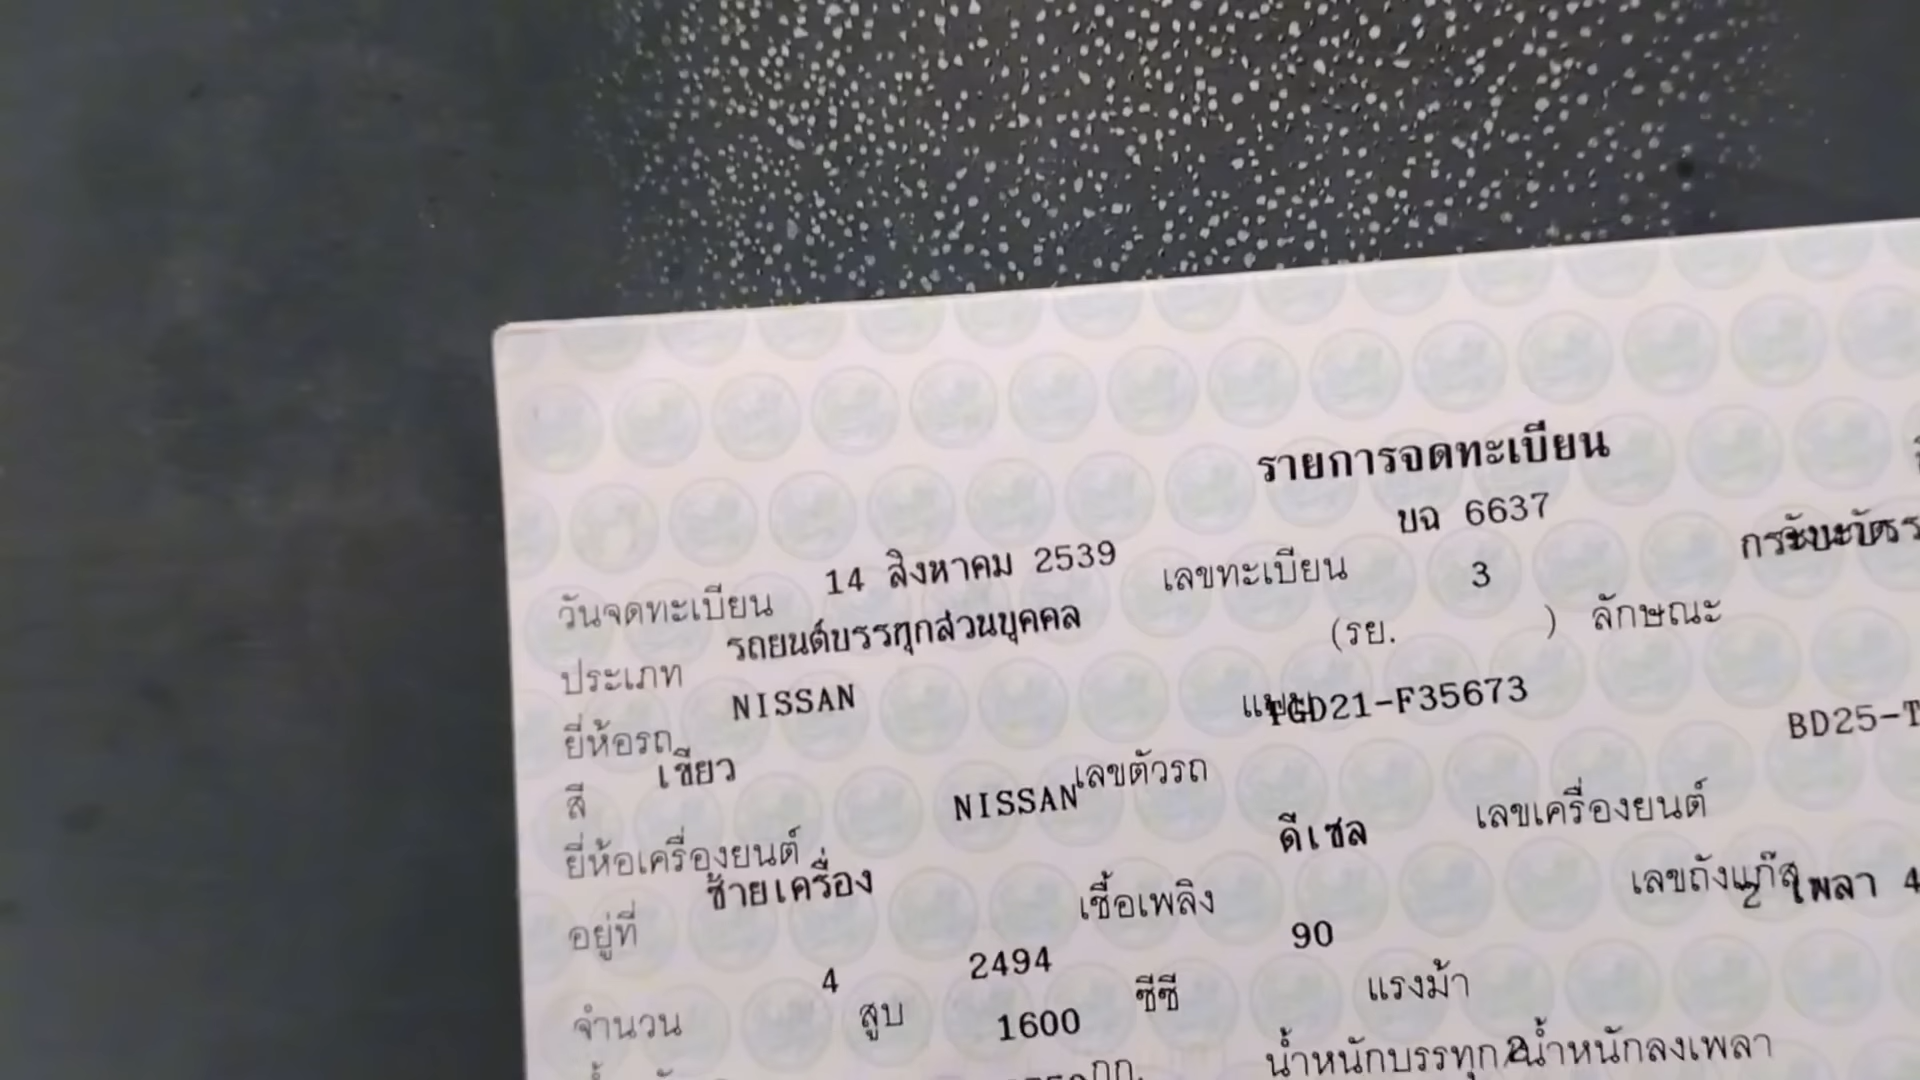 รายการจดทะเบียน
วันจดทะเบียน 14 สิงหาคม 2539 เลขทะเบียน บฉ 6637
ประเภท รถยนต์บรรทุกส่วนบุคคล (รย. 3 ) ลักษณะ
ยี่ห้อรถ NISSAN แบบ
สี เขียว เลขตัวรถ TGD21-F35673
ยี่ห้อเครื่องยนต์ NISSAN เลขเครื่องยนต์ BD25-T
อยู่ที่ ซ้ายเครื่อง เชื้อเพลิง ดีเซล เลขถังแก๊ส
จำนวน 4 สูบ 2494 ซีซี 90 แรงม้า 2 เพลา 4
1600 กก. น้ำหนักบรรทุก/น้ำหนักลงเพลา